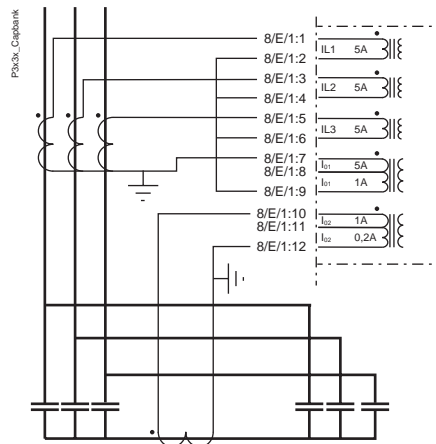 P3x3x_Capbank
8/E/1:1 IL1 5A
8/E/1:2
8/E/1:3 IL2 5A
8/E/1:4
8/E/1:5 IL3 5A
8/E/1:6
8/E/1:7 I01 5A
8/E/1:8
8/E/1:9 I01 1A
8/E/1:10 I02 1A
8/E/1:11
8/E/1:12 I02 0,2A